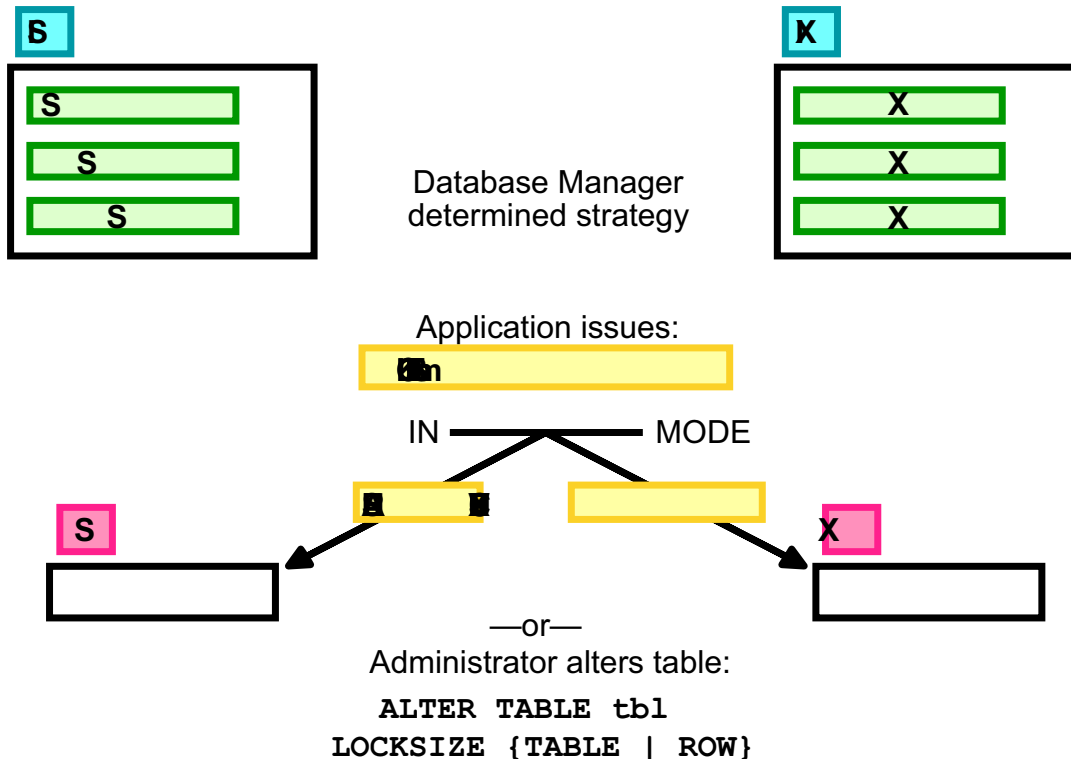 S
S
S
X
X
X
Database Manager
determined strategy
Application issues:
IN MODE
S
X
—or—
Administrator alters table:
ALTER TABLE tbl
LOCKSIZE {TABLE | ROW}